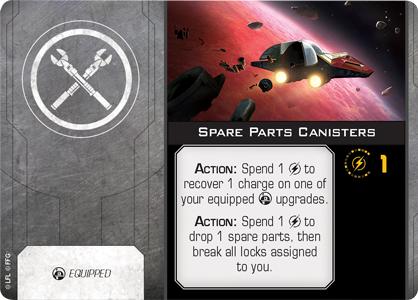 SPARE PARTS CANISTERS
ACTION: Spend 1 to
recover 1 charge on one of
your equipped upgrades.
ACTION: Spend 1 to
drop 1 spare parts, then
break all locks assigned
to you.
1
EQUIPPED
© LFL © FFG